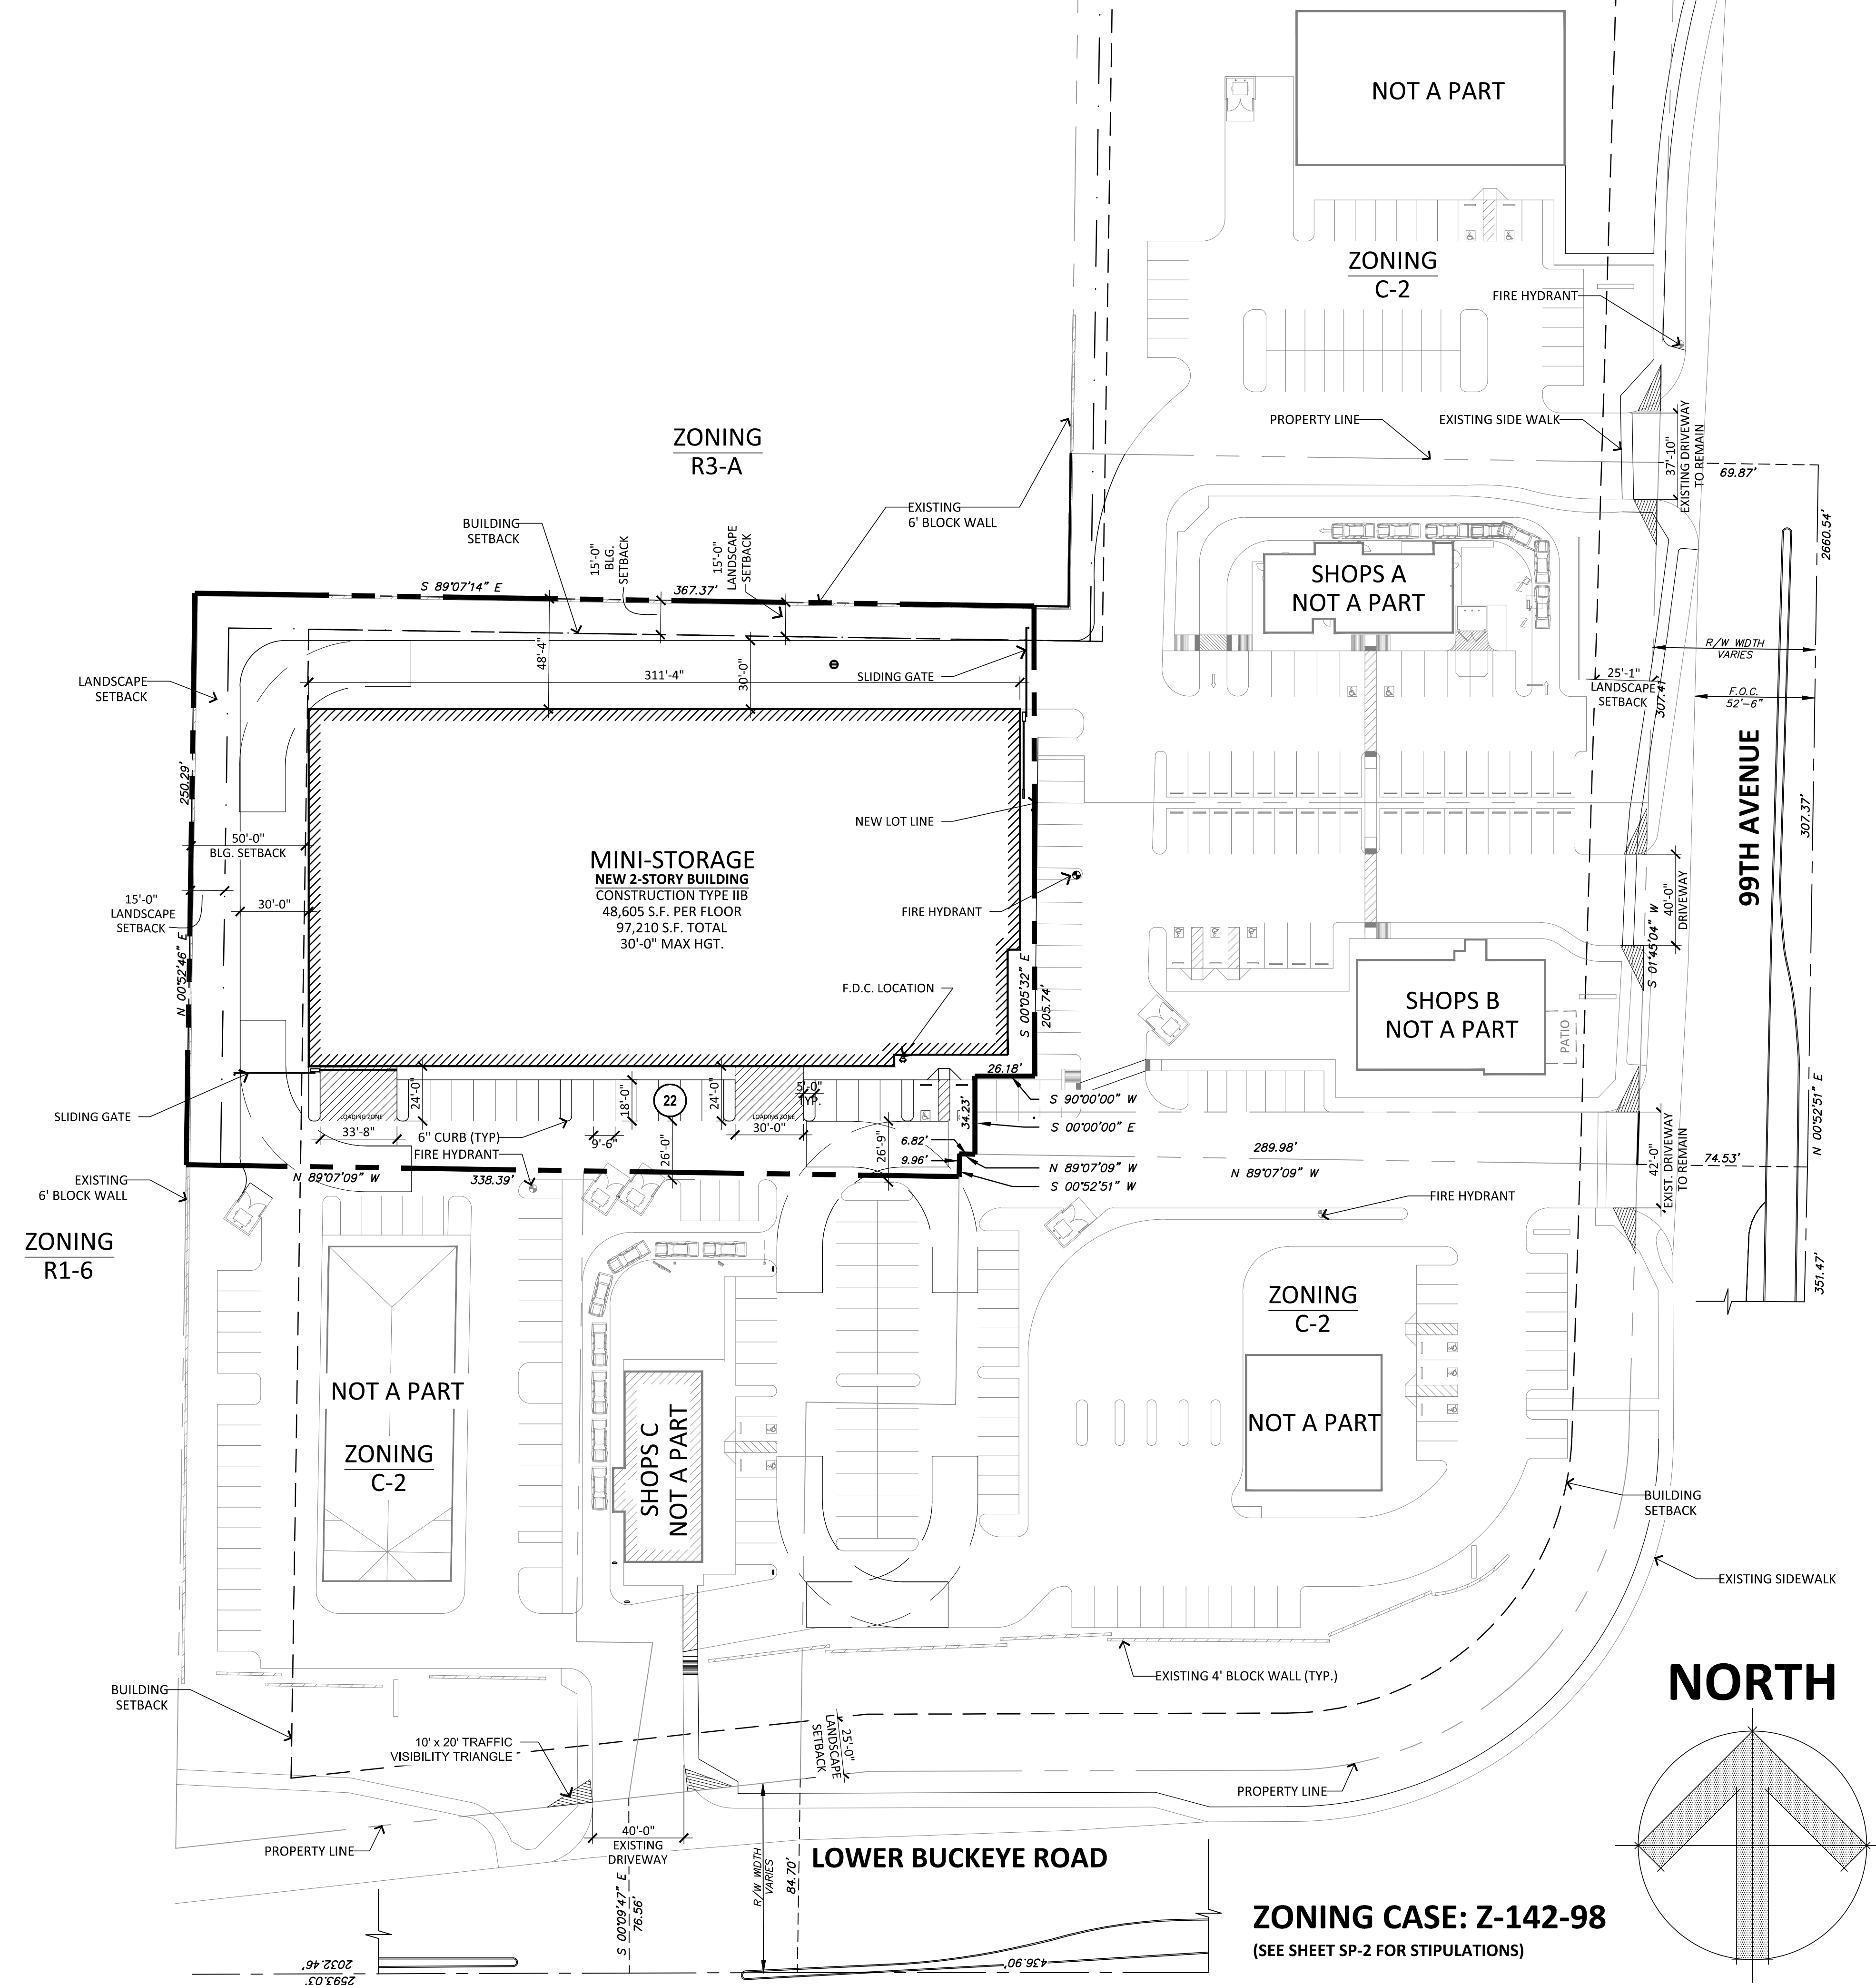 NOT A PART
ZONING
C-2
FIRE HYDRANT
PROPERTY LINE
EXISTING SIDE WALK
37'-10"
EXISTING DRIVEWAY
TO REMAIN
69.87'
2660.54'
ZONING
R3-A
EXISTING
6' BLOCK WALL
BUILDING
SETBACK
15'-0"
BLG.
SETBACK
15'-0"
LANDSCAPE
SETBACK
S 89°07'14" E
367.37'
SHOPS A
NOT A PART
R/W WIDTH
VARIES
25'-1"
LANDSCAPE
SETBACK
307.41'
F.O.C.
52'-6"
LANDSCAPE
SETBACK
48'-4"
311'-4"
30'-0"
SLIDING GATE
250.29'
50'-0"
BLG. SETBACK
NEW LOT LINE
99TH AVENUE
307.37'
15'-0"
LANDSCAPE
SETBACK
30'-0"
MINI-STORAGE
NEW 2-STORY BUILDING
CONSTRUCTION TYPE IIB
48,605 S.F. PER FLOOR
97,210 S.F. TOTAL
30'-0" MAX HGT.
FIRE HYDRANT
40'-0"
DRIVEWAY
S 01°45'04" W
N 00°52'46" E
F.D.C. LOCATION
S 00°05'32" E
205.74'
SHOPS B
NOT A PART
PATIO
SLIDING GATE
24'-0"
LOADING ZONE
33'-8"
18'-0"
22
24'-0"
LOADING ZONE
30'-0"
5'-0"
TYP.
26.18'
34.23'
S 90°00'00" W
S 00°00'00" E
6" CURB (TYP)
FIRE HYDRANT
9'-6"
26'-0"
26'-9"
6.82'
9.96'
N 89°07'09" W
S 00°52'51" W
289.98'
N 89°07'09" W
42'-0"
EXIST. DRIVEWAY
TO REMAIN
74.53'
N 00°52'51" E
EXISTING
6' BLOCK WALL
N 89°07'09" W
338.39'
FIRE HYDRANT
ZONING
R1-6
351.47'
ZONING
C-2
NOT A PART
NOT A PART
ZONING
C-2
SHOPS C
NOT A PART
BUILDING
SETBACK
EXISTING SIDEWALK
EXISTING 4' BLOCK WALL (TYP.)
NORTH
BUILDING
SETBACK
10' x 20' TRAFFIC
VISIBILITY TRIANGLE
25'-0"
LANDSCAPE
SETBACK
PROPERTY LINE
PROPERTY LINE
40'-0"
EXISTING
DRIVEWAY
LOWER BUCKEYE ROAD
R/W WIDTH
VARIES
84.70'
S 00°09'47" E
76.56'
ZONING CASE: Z-142-98
(SEE SHEET SP-2 FOR STIPULATIONS)
2032.46'
2593.03'
436.90'